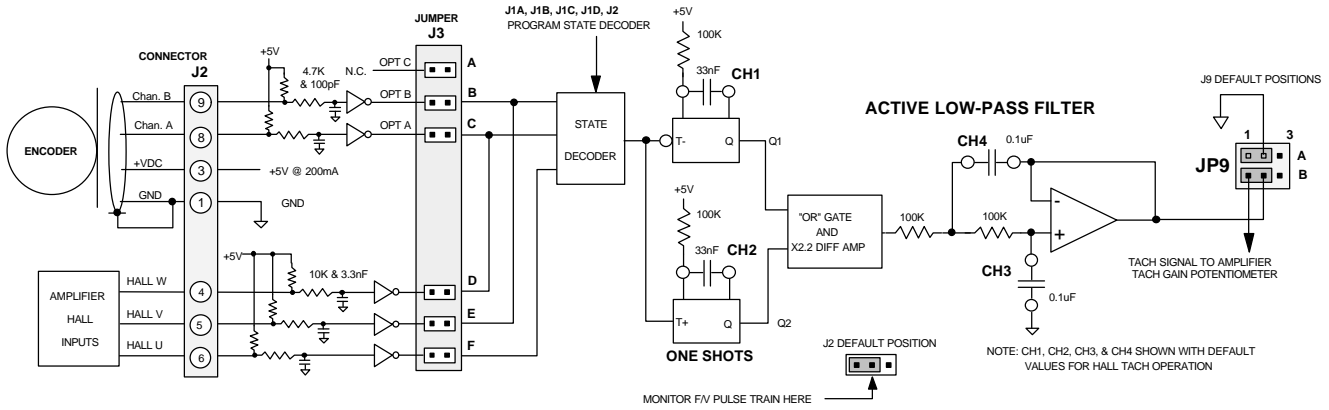 J1A, J1B, J1C, J1D, J2
PROGRAM STATE DECODER
JUMPER
J3
CONNECTOR
J2
+5V
4.7K
& 100pF
N.C.
OPT C
A
OPT B
B
OPT A
C
ENCODER
Chan. B
9
Chan. A
8
+VDC
3
+5V @ 200mA
GND
1
GND
+5V
10K & 3.3nF
AMPLIFIER
HALL
INPUTS
HALL W
4
D
HALL V
5
E
HALL U
6
F
STATE
DECODER
+5V
100K
33nF
CH1
T-
Q
Q1
+5V
100K
33nF
CH2
T+
Q
Q2
ONE SHOTS
"OR" GATE
AND
X2.2 DIFF AMP
ACTIVE LOW-PASS FILTER
CH4
0.1uF
100K
100K
-
+
CH3
0.1uF
NOTE: CH1, CH2, CH3, & CH4 SHOWN WITH DEFAULT
VALUES FOR HALL TACH OPERATION
J9 DEFAULT POSITIONS
1
3
JP9
A
B
TACH SIGNAL TO AMPLIFIER
TACH GAIN POTENTIOMETER
J2 DEFAULT POSITION
MONITOR F/V PULSE TRAIN HERE